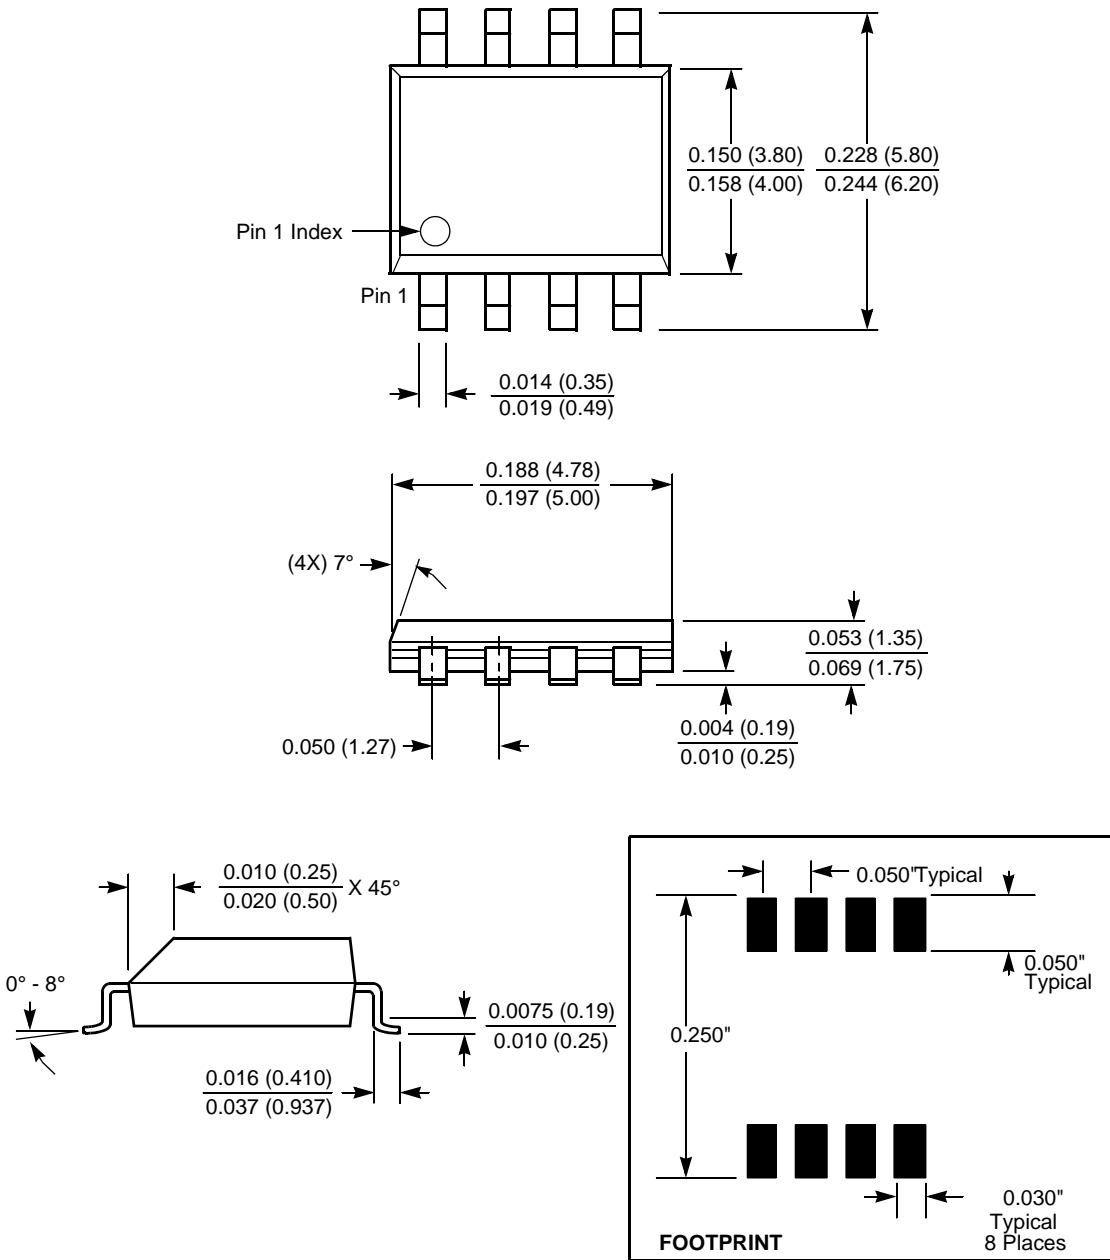 0.150 (3.80)
0.158 (4.00)
0.228 (5.80)
0.244 (6.20)
Pin 1 Index
Pin 1
0.014 (0.35)
0.019 (0.49)
0.188 (4.78)
0.197 (5.00)
(4X) 7°
0.053 (1.35)
0.069 (1.75)
0.004 (0.19)
0.010 (0.25)
0.050 (1.27)
0.010 (0.25)
0.020 (0.50)
X 45°
0° - 8°
0.0075 (0.19)
0.010 (0.25)
0.016 (0.410)
0.037 (0.937)
0.050"Typical
0.050"
Typical
0.250"
0.030"
Typical
8 Places
FOOTPRINT